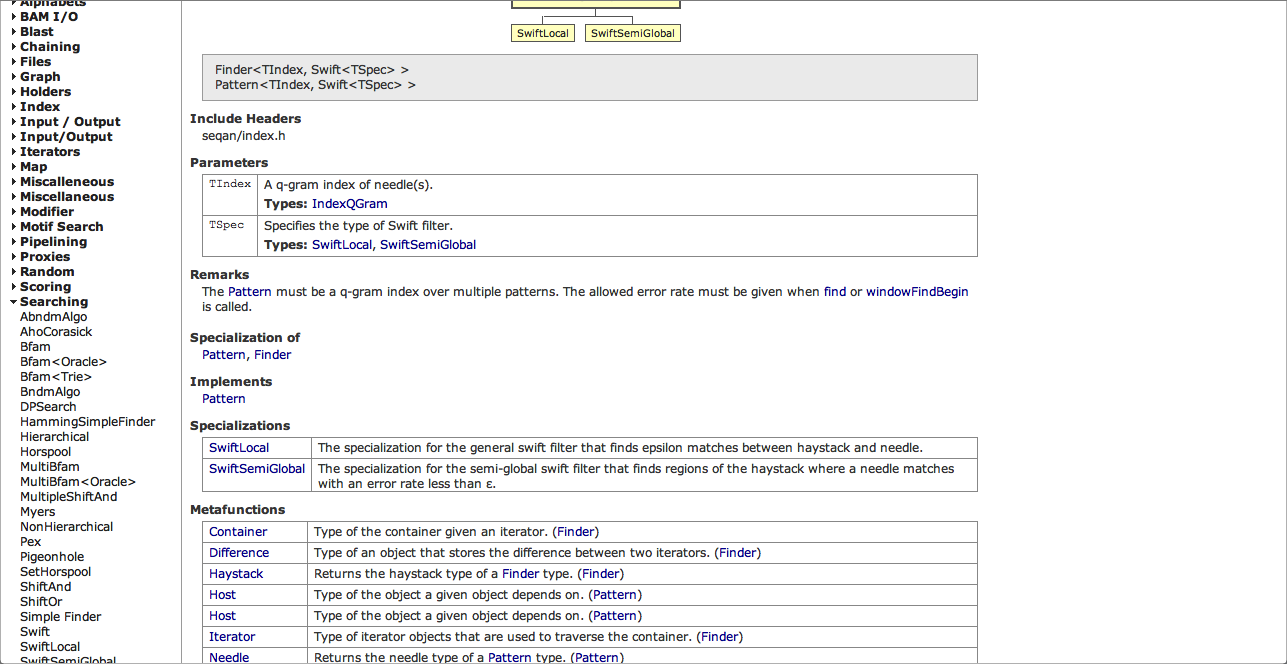 Alphabets
BAM I/O
Blast
Chaining
Files
Graph
Holders
Index
Input / Output
Input/Output
Iterators
Map
Miscalleneous
Miscellaneous
Modifier
Motif Search
Pipelining
Proxies
Random
Scoring
Searching
AbndmAlgo
AhoCorasick
Bfam
Bfam<Oracle>
Bfam<Trie>
BndmAlgo
DPSearch
HammingSimpleFinder
Hierarchical
Horspool
MultiBfam
MultiBfam<Oracle>
MultipleShiftAnd
Myers
NonHierarchical
Pex
Pigeonhole
SetHorspool
ShiftAnd
ShiftOr
Simple Finder
Swift
SwiftLocal
SwiftSemiGlobal
SwiftLocal SwiftSemiGlobal
Finder<TIndex, Swift<TSpec> >
Pattern<TIndex, Swift<TSpec> >
Include Headers
seqan/index.h
Parameters
TIndex A q-gram index of needle(s).
Types: IndexQGram
TSpec Specifies the type of Swift filter.
Types: SwiftLocal, SwiftSemiGlobal
Remarks
The Pattern must be a q-gram index over multiple patterns. The allowed error rate must be given when find or windowFindBegin
is called.
Specialization of
Pattern, Finder
Implements
Pattern
Specializations
SwiftLocal The specialization for the general swift filter that finds epsilon matches between haystack and needle.
SwiftSemiGlobal The specialization for the semi-global swift filter that finds regions of the haystack where a needle matches
with an error rate less than ε.
Metafunctions
Container Type of the container given an iterator. (Finder)
Difference Type of an object that stores the difference between two iterators. (Finder)
Haystack Returns the haystack type of a Finder type. (Finder)
Host Type of the object a given object depends on. (Pattern)
Host Type of the object a given object depends on. (Pattern)
Iterator Type of iterator objects that are used to traverse the container. (Finder)
Needle Returns the needle type of a Pattern type. (Pattern)